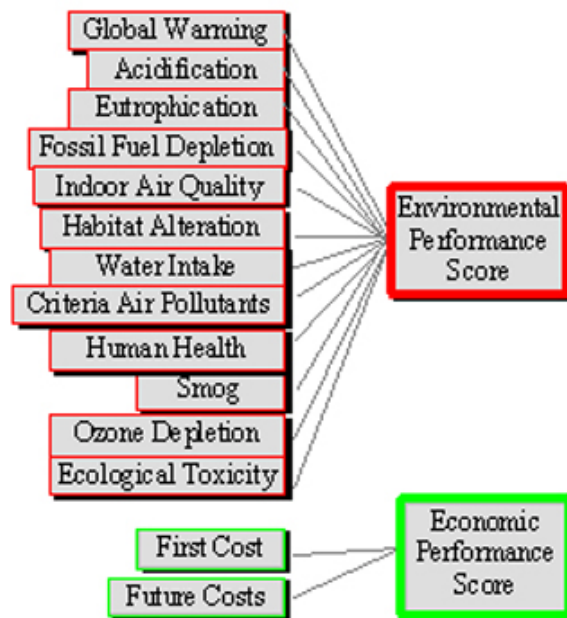 Global Warming
Acidification
Eutrophication
Fossil Fuel Depletion
Indoor Air Quality
Habitat Alteration
Water Intake
Criteria Air Pollutants
Human Health
Smog
Ozone Depletion
Ecological Toxicity
Environmental
Performance
Score
First Cost
Future Costs
Economic
Performance
Score